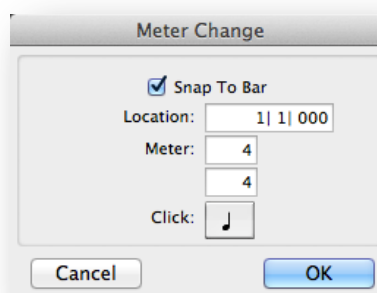 Meter Change
Snap To Bar
Location: 1| 1| 000
Meter: 4
4
Click: ♩
Cancel OK